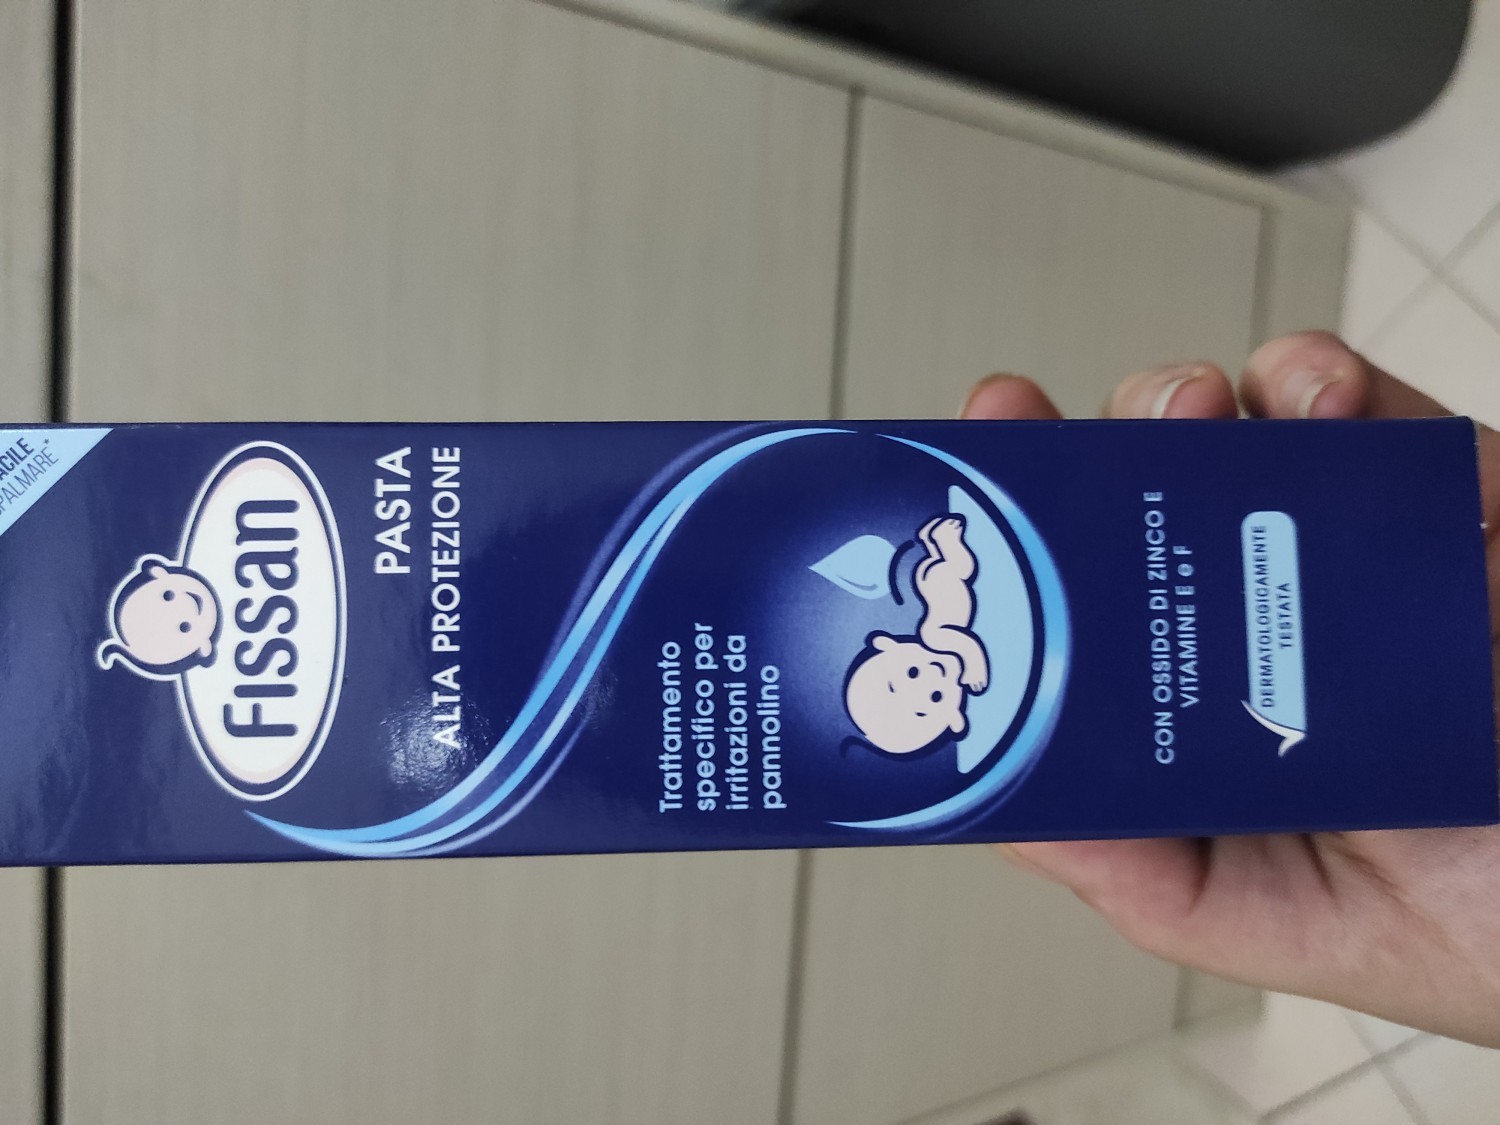 FACILE
SPALMARE*
Fissan
PASTA
ALTA PROTEZIONE
Trattamento
specifico per
irritazioni da
pannolino
CON OSSIDO DI ZINCO E
VITAMINE E e F
DERMATOLOGICAMENTE
TESTATA